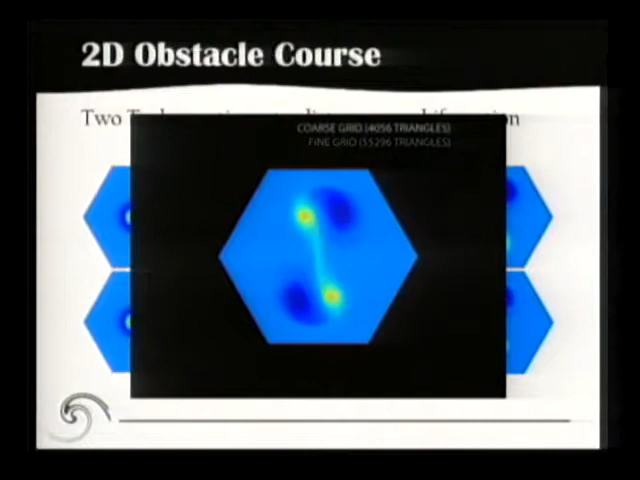 2D Obstacle Course
Two
COARSE GRID (4056 TRIANGLES)
FINE GRID (55296 TRIANGLES)